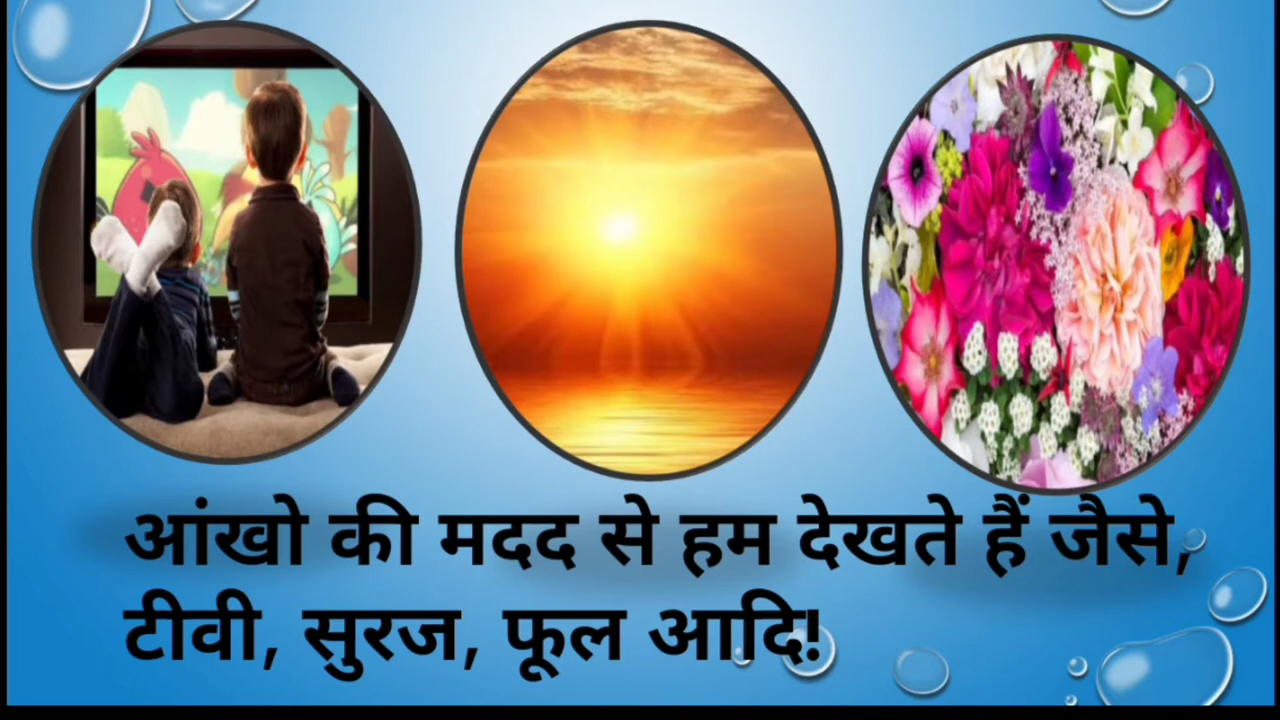 आंखो की मदद से हम देखते हैं जैसे,
टीवी, सुरज, फूल आदि!